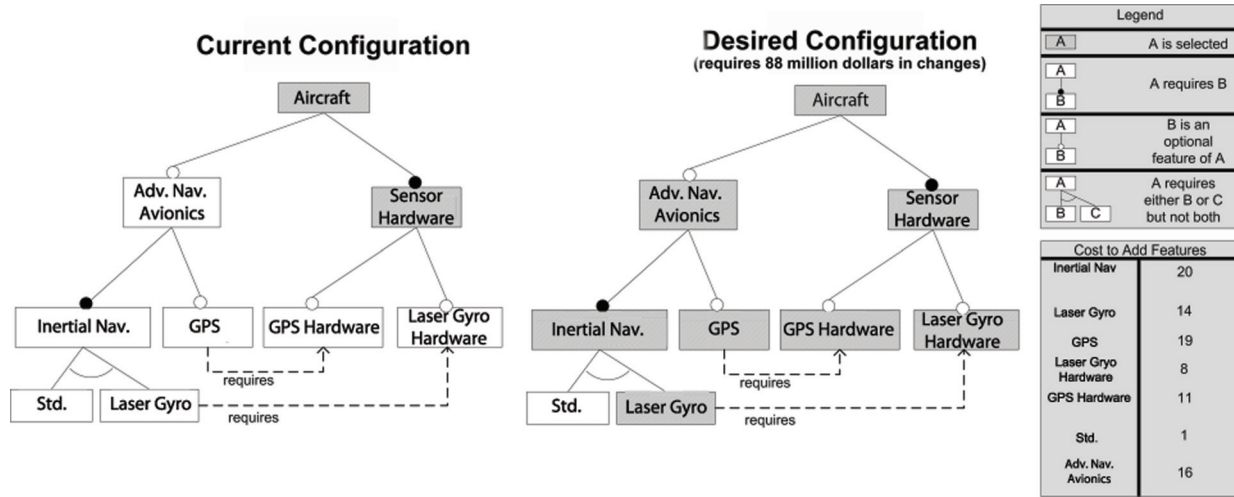 Current Configuration
Aircraft
Adv. Nav.
Avionics
Sensor
Hardware
Inertial Nav.
GPS
GPS Hardware
Laser Gyro
Hardware
requires
Std.
Laser Gyro
requires
Desired Configuration
(requires 88 million dollars in changes)
Aircraft
Adv. Nav.
Avionics
Sensor
Hardware
Inertial Nav.
GPS
GPS Hardware
Laser Gyro
Hardware
requires
Std.
Laser Gyro
requires
Legend
A
A is selected
A
B
A requires B
A
B
B is an
optional
feature of A
A
B C
A requires
either B or C
but not both
Cost to Add Features
Inertial Nav 20
Laser Gyro 14
GPS 19
Laser Gryo
Hardware 8
GPS Hardware 11
Std. 1
Adv. Nav.
Avionics 16